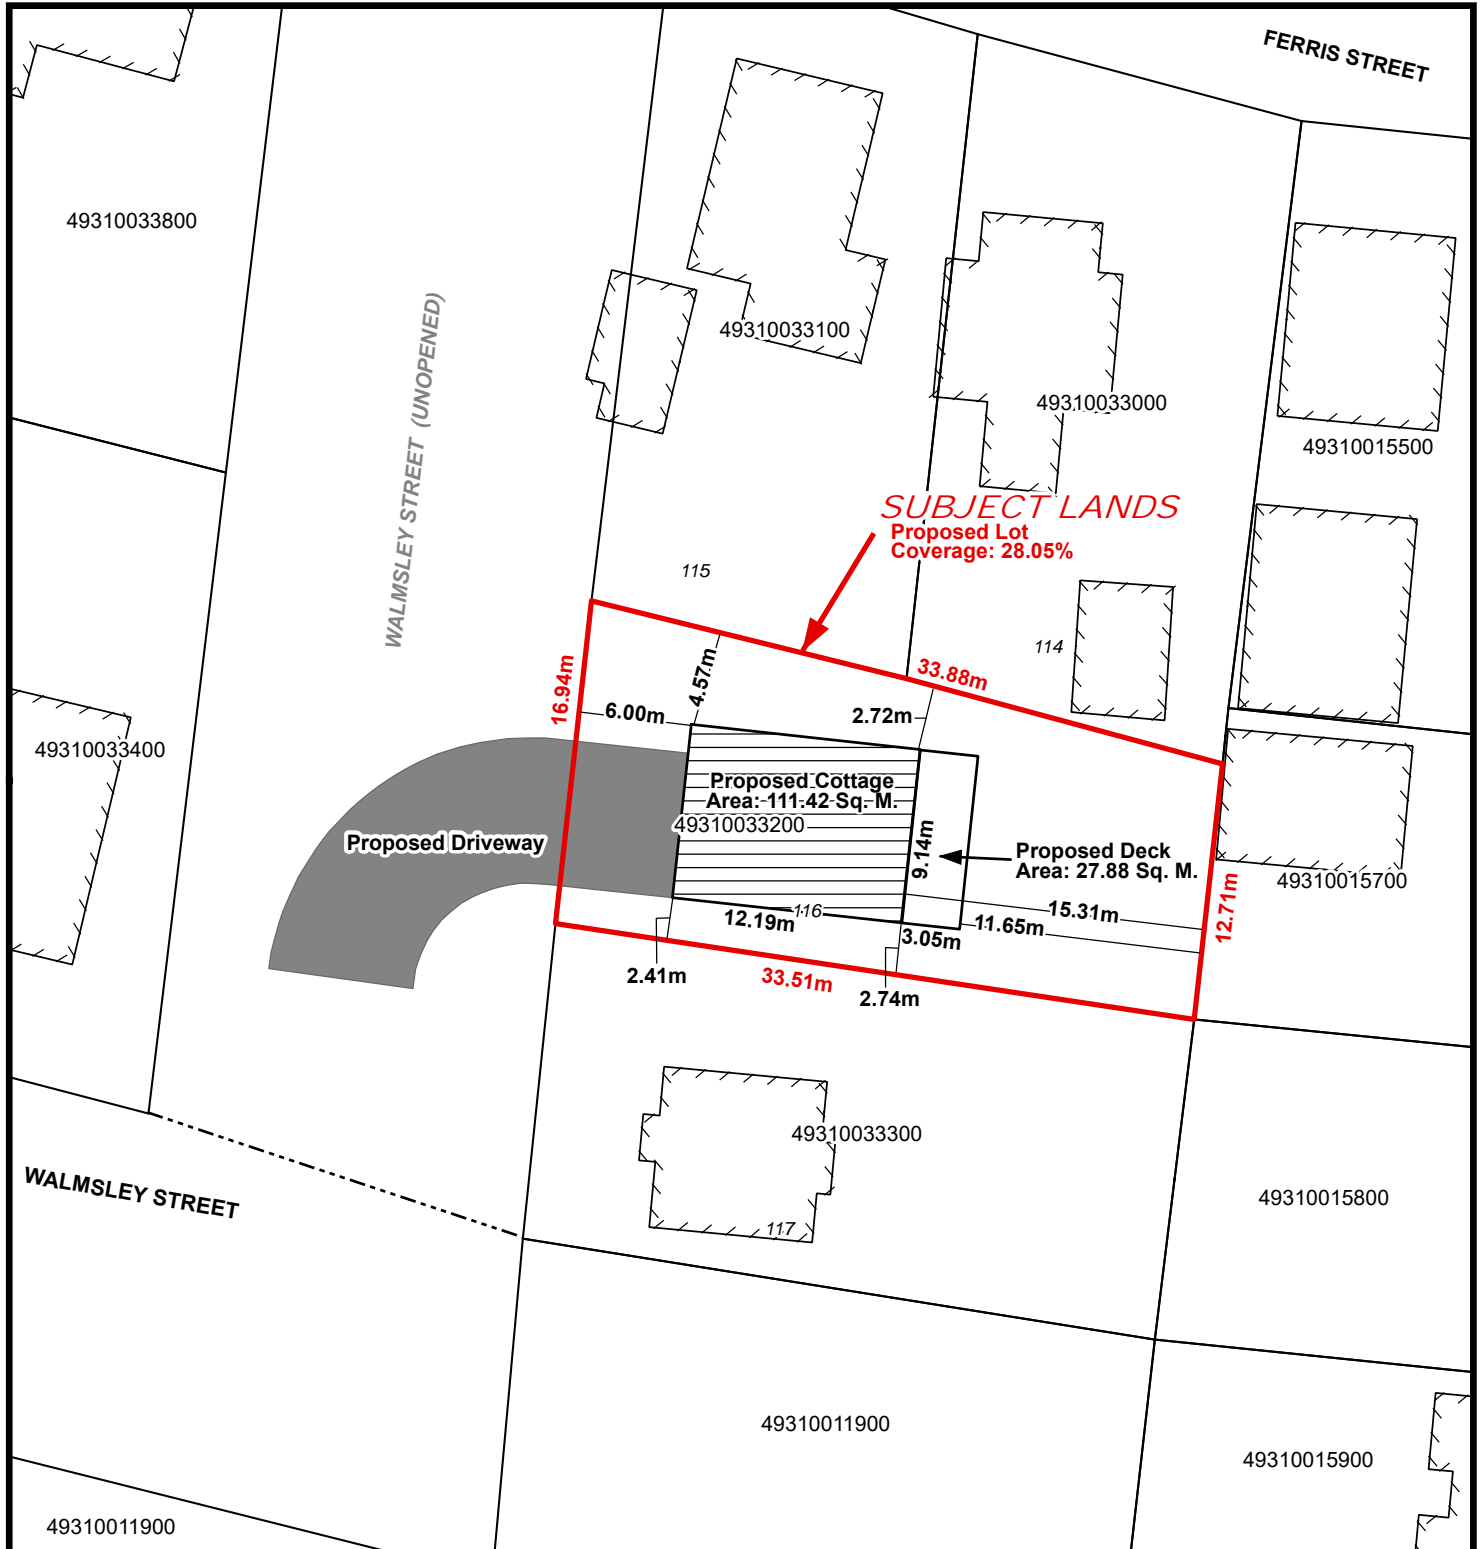 FERRIS STREET
49310033800
WALMSLEY STREET (UNOPENED)
49310033100
49310033000
49310015500
SUBJECT LANDS
Proposed Lot
Coverage: 28.05%
115
114
33.88m
16.94m
4.57m
6.00m
2.72m
49310033400
Proposed Cottage
Area: 111.42 Sq. M.
49310033200
Proposed Driveway
9.14m
Proposed Deck
Area: 27.88 Sq. M.
49310015700
116
12.19m
15.31m
11.65m
3.05m
12.71m
2.41m
33.51m
2.74m
49310033300
WALMSLEY STREET
117
49310015800
49310011900
49310015900
49310011900